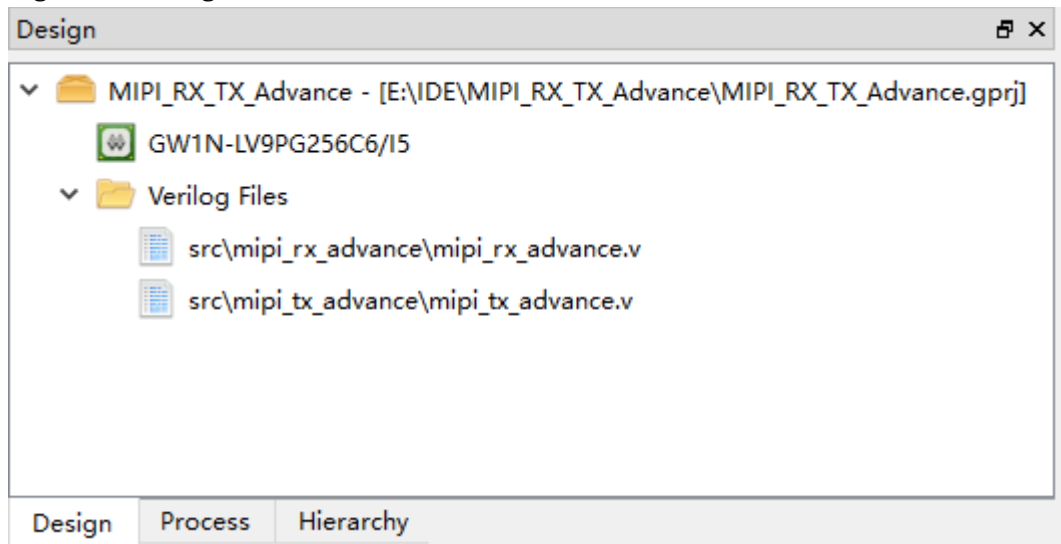 Design
MIPI_RX_TX_Advance - [E:\IDE\MIPI_RX_TX_Advance\MIPI_RX_TX_Advance.gprj]
GW1N-LV9PG256C6/I5
Verilog Files
src\mipi_rx_advance\mipi_rx_advance.v
src\mipi_tx_advance\mipi_tx_advance.v
Design Process Hierarchy